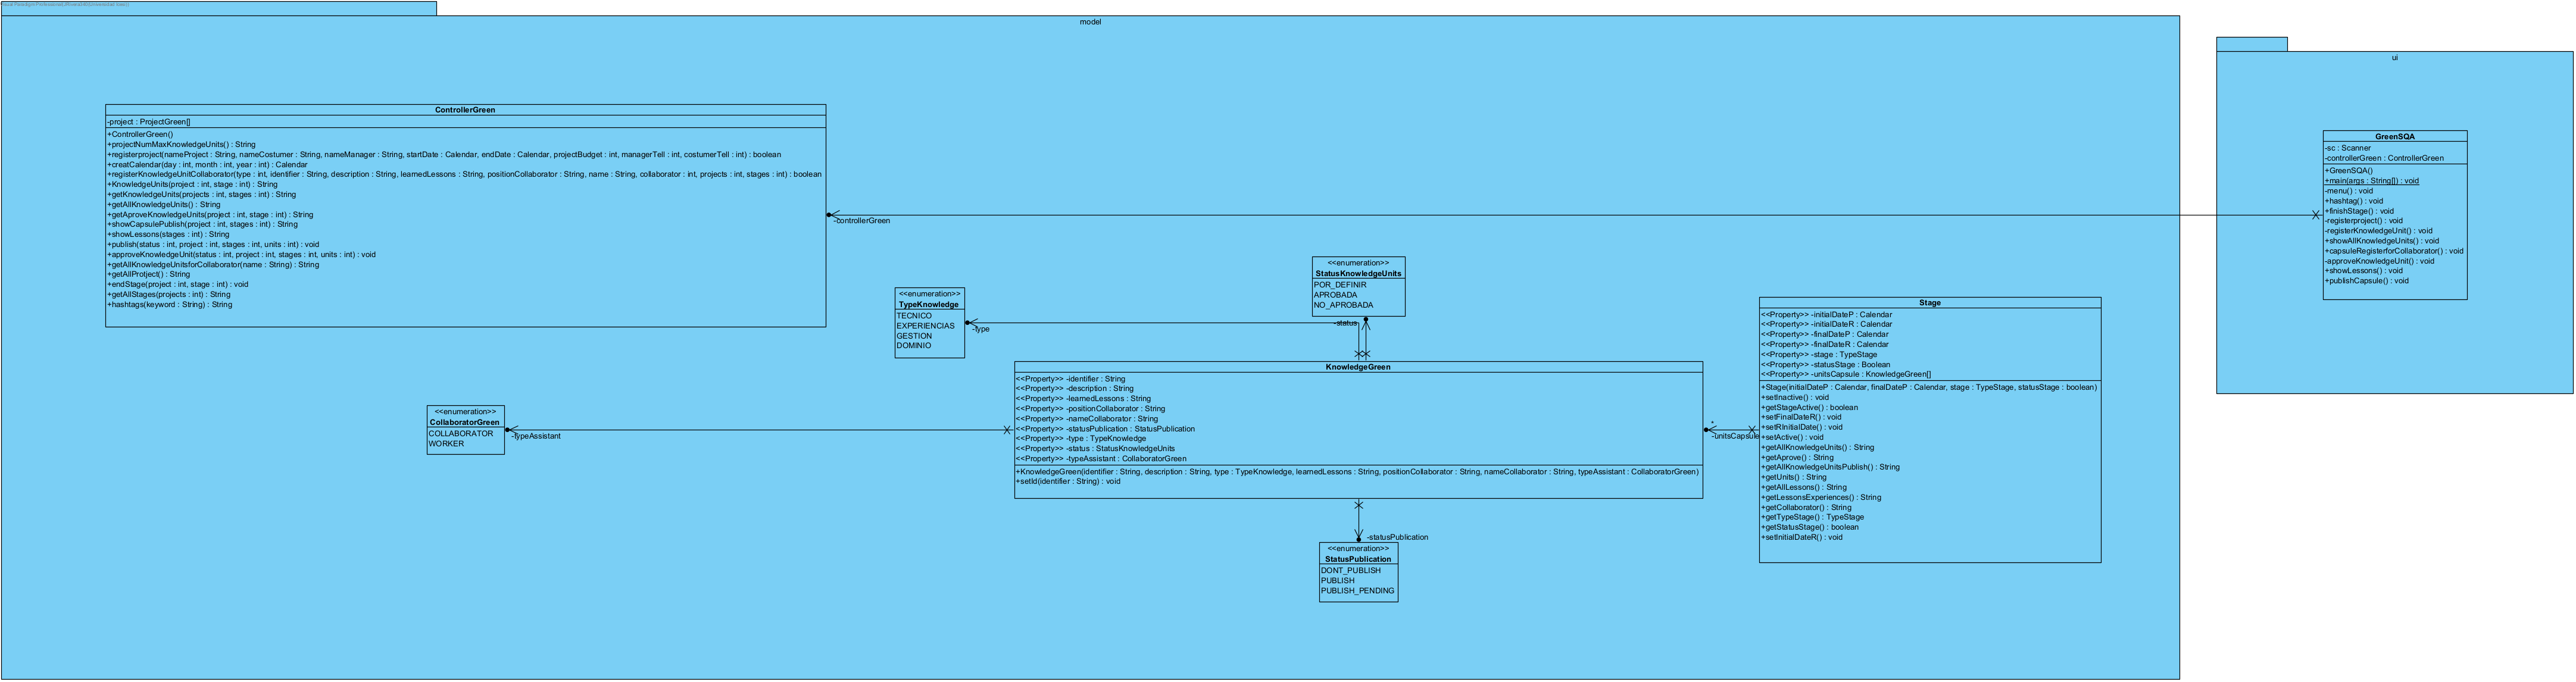 model
ControllerGreen
-project : ProjectGreen[]
+ControllerGreen()
+projectNumMaxKnowledgeUnits() : String
+registerproject(nameProject : String, nameCostumer : String, nameManager : String, startDate : Calendar, endDate : Calendar, projectBudget : int, managerTell : int, costumerTell : int) : boolean
+creatCalendar(day : int, month : int, year : int) : Calendar
+registerKnowledgeUnitCollaborator(type : int, identifier : String, description : String, learnedLessons : String, positionCollaborator : String, name : String, collaborator : int, projects : int, stages : int) : boolean
+KnowledgeUnits(project : int, stage : int) : String
+getKnowledgeUnits(projects : int, stages : int) : String
+getAllKnowledgeUnits() : String
+getAproveKnowledgeUnits(project : int, stage : int) : String
+showCapsulePublish(project : int, stages : int) : String
+showLessons(stages : int) : String
+publish(status : int, project : int, stages : int, units : int) : void
+approveKnowledgeUnit(status : int, project : int, stages : int, units : int) : void
+getAllKnowledgeUnitsforCollaborator(name : String) : String
+getAllProtject() : String
+endStage(project : int, stage : int) : void
+getAllStages(projects : int) : String
+hashtags(keyword : String) : String
-controllerGreen
<<enumeration>>
TypeKnowledge
TECNICO
EXPERIENCIAS
GESTION
DOMINIO
-type
<<enumeration>>
StatusKnowledgeUnits
POR_DEFINIR
APROBADA
NO_APROBADA
-status
<<enumeration>>
CollaboratorGreen
COLLABORATOR
WORKER
-typeAssistant
KnowledgeGreen
<<Property>> -identifier : String
<<Property>> -description : String
<<Property>> -learnedLessons : String
<<Property>> -positionCollaborator : String
<<Property>> -nameCollaborator : String
<<Property>> -statusPublication : StatusPublication
<<Property>> -type : TypeKnowledge
<<Property>> -status : StatusKnowledgeUnits
<<Property>> -typeAssistant : CollaboratorGreen
+KnowledgeGreen(identifier : String, description : String, type : TypeKnowledge, learnedLessons : String, positionCollaborator : String, nameCollaborator : String, typeAssistant : CollaboratorGreen)
+setId(identifier : String) : void
-statusPublication
<<enumeration>>
StatusPublication
DONT_PUBLISH
PUBLISH
PUBLISH_PENDING
*
-unitsCapsule
Stage
<<Property>> -initialDateP : Calendar
<<Property>> -initialDateR : Calendar
<<Property>> -finalDateP : Calendar
<<Property>> -finalDateR : Calendar
<<Property>> -stage : TypeStage
<<Property>> -statusStage : Boolean
<<Property>> -unitsCapsule : KnowledgeGreen[]
+Stage(initialDateP : Calendar, finalDateP : Calendar, stage : TypeStage, statusStage : boolean)
+setInactive() : void
+getStageActive() : boolean
+setFinalDateR() : void
+setRInitialDate() : void
+setActive() : void
+getAllKnowledgeUnits() : String
+getAprove() : String
+getAllKnowledgeUnitsPublish() : String
+getUnits() : String
+getAllLessons() : String
+getLessonsExperiences() : String
+getCollaborator() : String
+getTypeStage() : TypeStage
+getStatusStage() : boolean
+setInitialDateR() : void
ui
GreenSQA
-sc : Scanner
-controllerGreen : ControllerGreen
+GreenSQA()
+main(args : String[]) : void
-menu() : void
+hashtag() : void
+finishStage() : void
-registerproject() : void
-registerKnowledgeUnit() : void
+showAllKnowledgeUnits() : void
+capsuleRegisterforCollaborator() : void
-approveKnowledgeUnit() : void
+showLessons() : void
+publishCapsule() : void